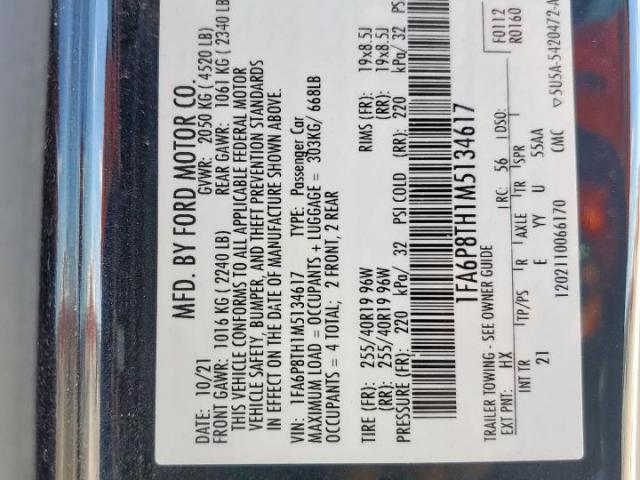 MFD. BY FORD MOTOR CO.
DATE: 10/21 GVWR: 2050 KG (4520 LB)
FRONT GAWR: 1016 KG (2240 LB) REAR GAWR: 1061 KG (2340 LB
THIS VEHICLE CONFORMS TO ALL APPLICABLE FEDERAL MOTOR
VEHICLE SAFETY, BUMPER, AND THEFT PREVENTION STANDARDS
IN EFFECT ON THE DATE OF MANUFACTURE SHOWN ABOVE.
VIN: 1FA6P8TH1M5134617 TYPE: Passenger Car
MAXIMUM LOAD = OCCUPANTS + LUGGAGE = 303KG/ 668LB
OCCUPANTS = 4 TOTAL; 2 FRONT, 2 REAR
TIRE (FR): 255/40R19 96W RIMS (FR): 19x8.5J
(RR): 255/40R19 96W (RR): 19x8.5J
PRESSURE (FR): 220 kPa/ 32 PSI COLD (RR): 220 kPa/ 32 PS
1FA6P8TH1M5134617
TRAILER TOWING - SEE OWNER GUIDE F0112
EXT PNT: HX RC: 56 DSO: R0160
INT TR TP/PS R AXLE TR SPR
21 E YY U 55AA
12021110066170 CMC 5U5A-5420472-A